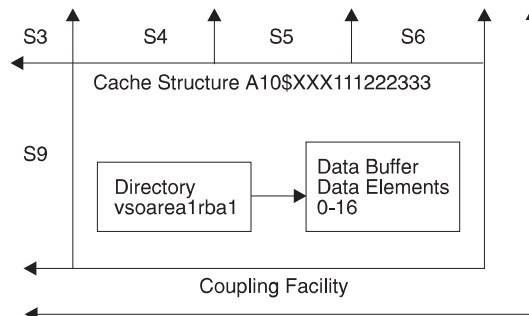 S3 S4 S5 S6
Cache Structure A10$XXX111222333
S9
Directory
vsoarea1rba1
Data Buffer
Data Elements
0-16
Coupling Facility